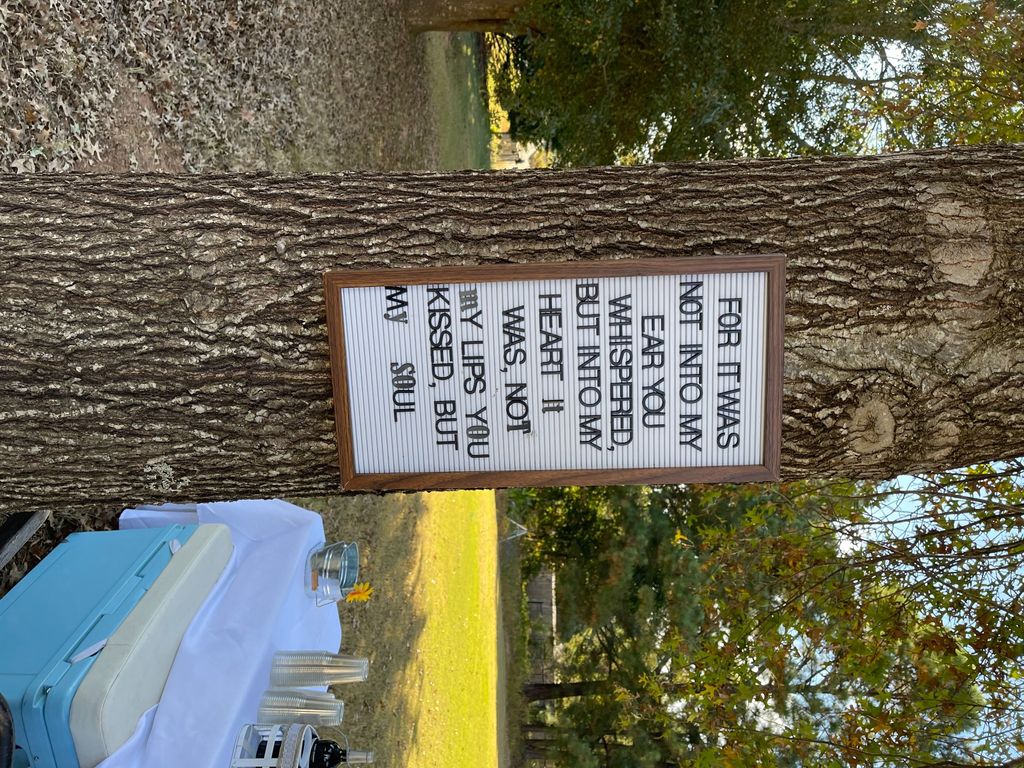 FOR IT WAS
NOT INTO MY
EAR YOU
WHISPERED,
BUT INTO MY
HEART It
WAS, NOT
mY LIPS YOU
KISSED, BUT
My SOUL